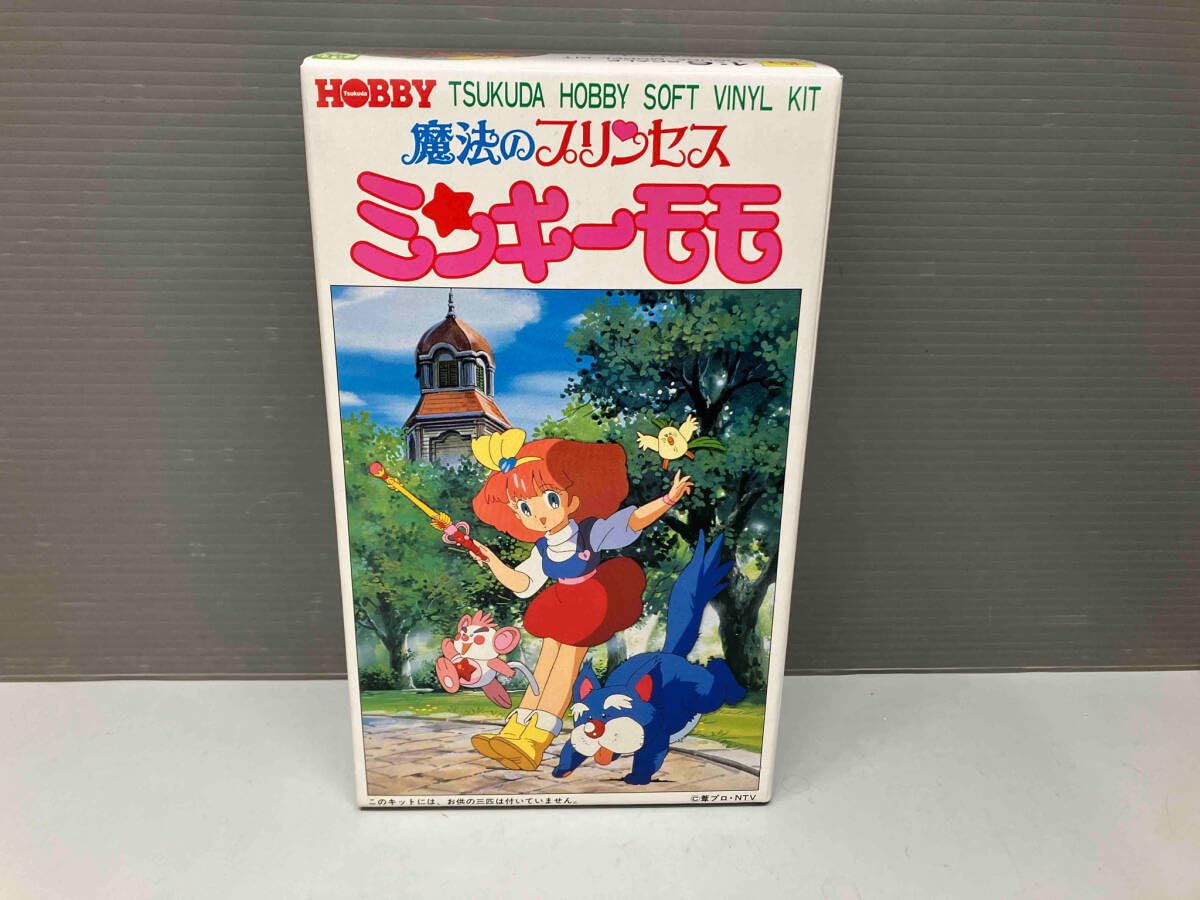 HOBBY TSUKUDA HOBBY SOFT VINYL KIT
Tsukuda
魔法のプリンセス
ミンキーモモ
このキットには、お供の三匹は付いていません。
©葦プロ・NTV